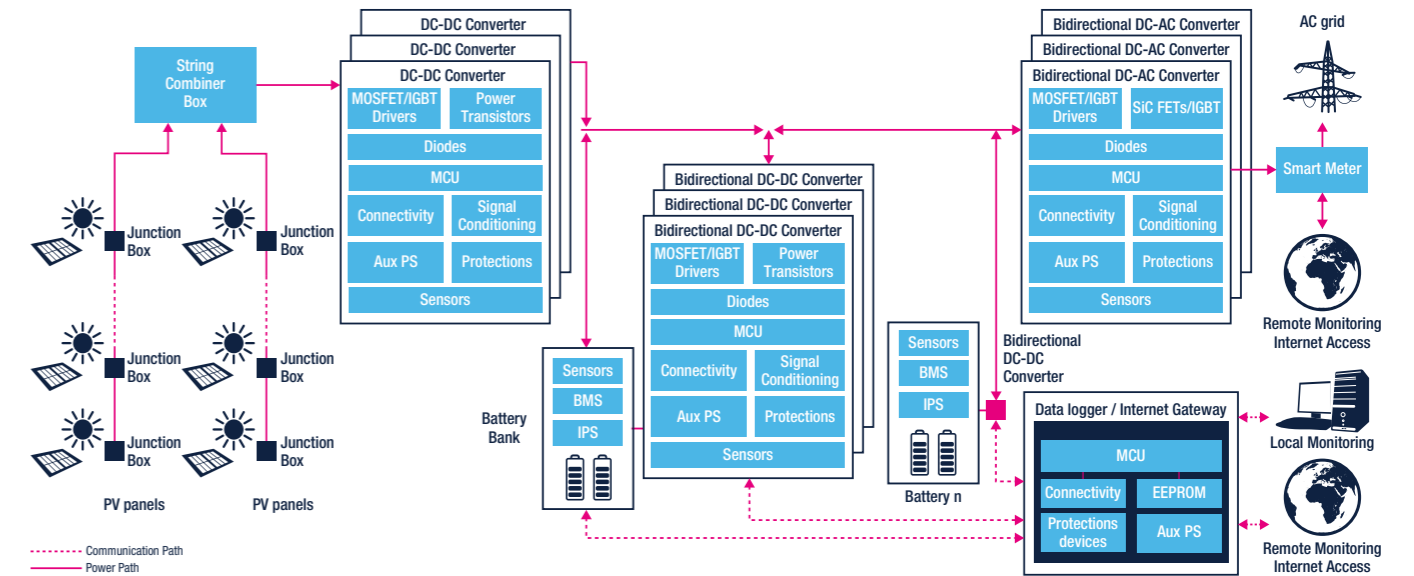 DC-DC Converter
DC-DC Converter
DC-DC Converter
MOSFET/IGBT
Drivers
Power
Transistors
Diodes
MCU
Connectivity
Signal
Conditioning
Aux PS
Protections
Sensors
String
Combiner
Box
Junction
Box
Junction
Box
Junction
Box
Junction
Box
Junction
Box
Junction
Box
PV panels
PV panels
Communication Path
Power Path
Battery
Bank
Sensors
BMS
IPS
Bidirectional DC-DC Converter
Bidirectional DC-DC Converter
Bidirectional DC-DC Converter
MOSFET/IGBT
Drivers
Power
Transistors
Diodes
MCU
Connectivity
Signal
Conditioning
Aux PS
Protections
Sensors
Sensors
BMS
IPS
Battery n
Bidirectional
DC-DC
Converter
Bidirectional DC-AC Converter
Bidirectional DC-AC Converter
Bidirectional DC-AC Converter
MOSFET/IGBT
Drivers
SiC FETs/IGBT
Diodes
MCU
Connectivity
Signal
Conditioning
Aux PS
Protections
Sensors
AC grid
Smart Meter
Remote Monitoring
Internet Access
Data logger / Internet Gateway
MCU
Connectivity
EEPROM
Protections
devices
Aux PS
Local Monitoring
Remote Monitoring
Internet Access